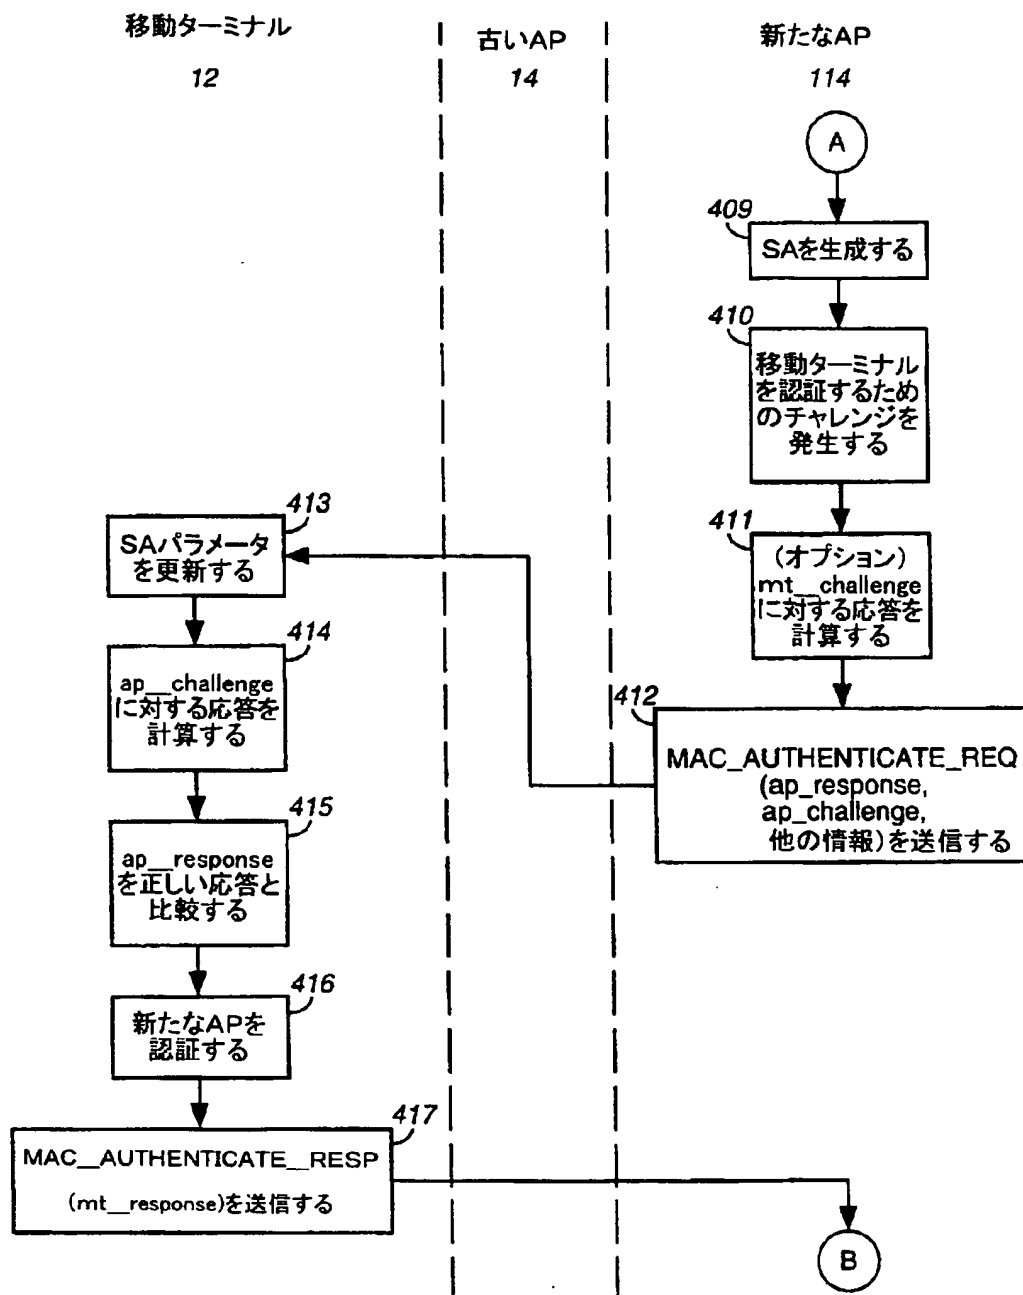 移動ターミナル
12
古いAP
14
新たなAP
114
A
409
SAを生成する
410
移動ターミナル
を認証するため
のチャレンジを
発生する
411
(オプション)
mt__challenge
に対する応答を
計算する
412
MAC_AUTHENTICATE_REQ
(ap_response,
ap_challenge,
他の情報)を送信する
413
SAパラメータ
を更新する
414
ap__challenge
に対する応答を
計算する
415
ap__response
を正しい応答と
比較する
416
新たなAPを
認証する
417
MAC__AUTHENTICATE__RESP
(mt__response)を送信する
B